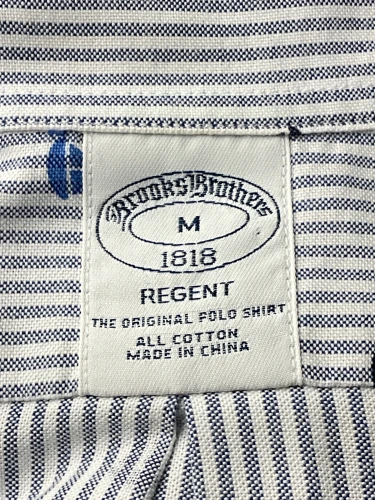 Brooks Brothers
M
1818
REGENT
THE ORIGINAL POLO SHIRT
ALL COTTON
MADE IN CHINA